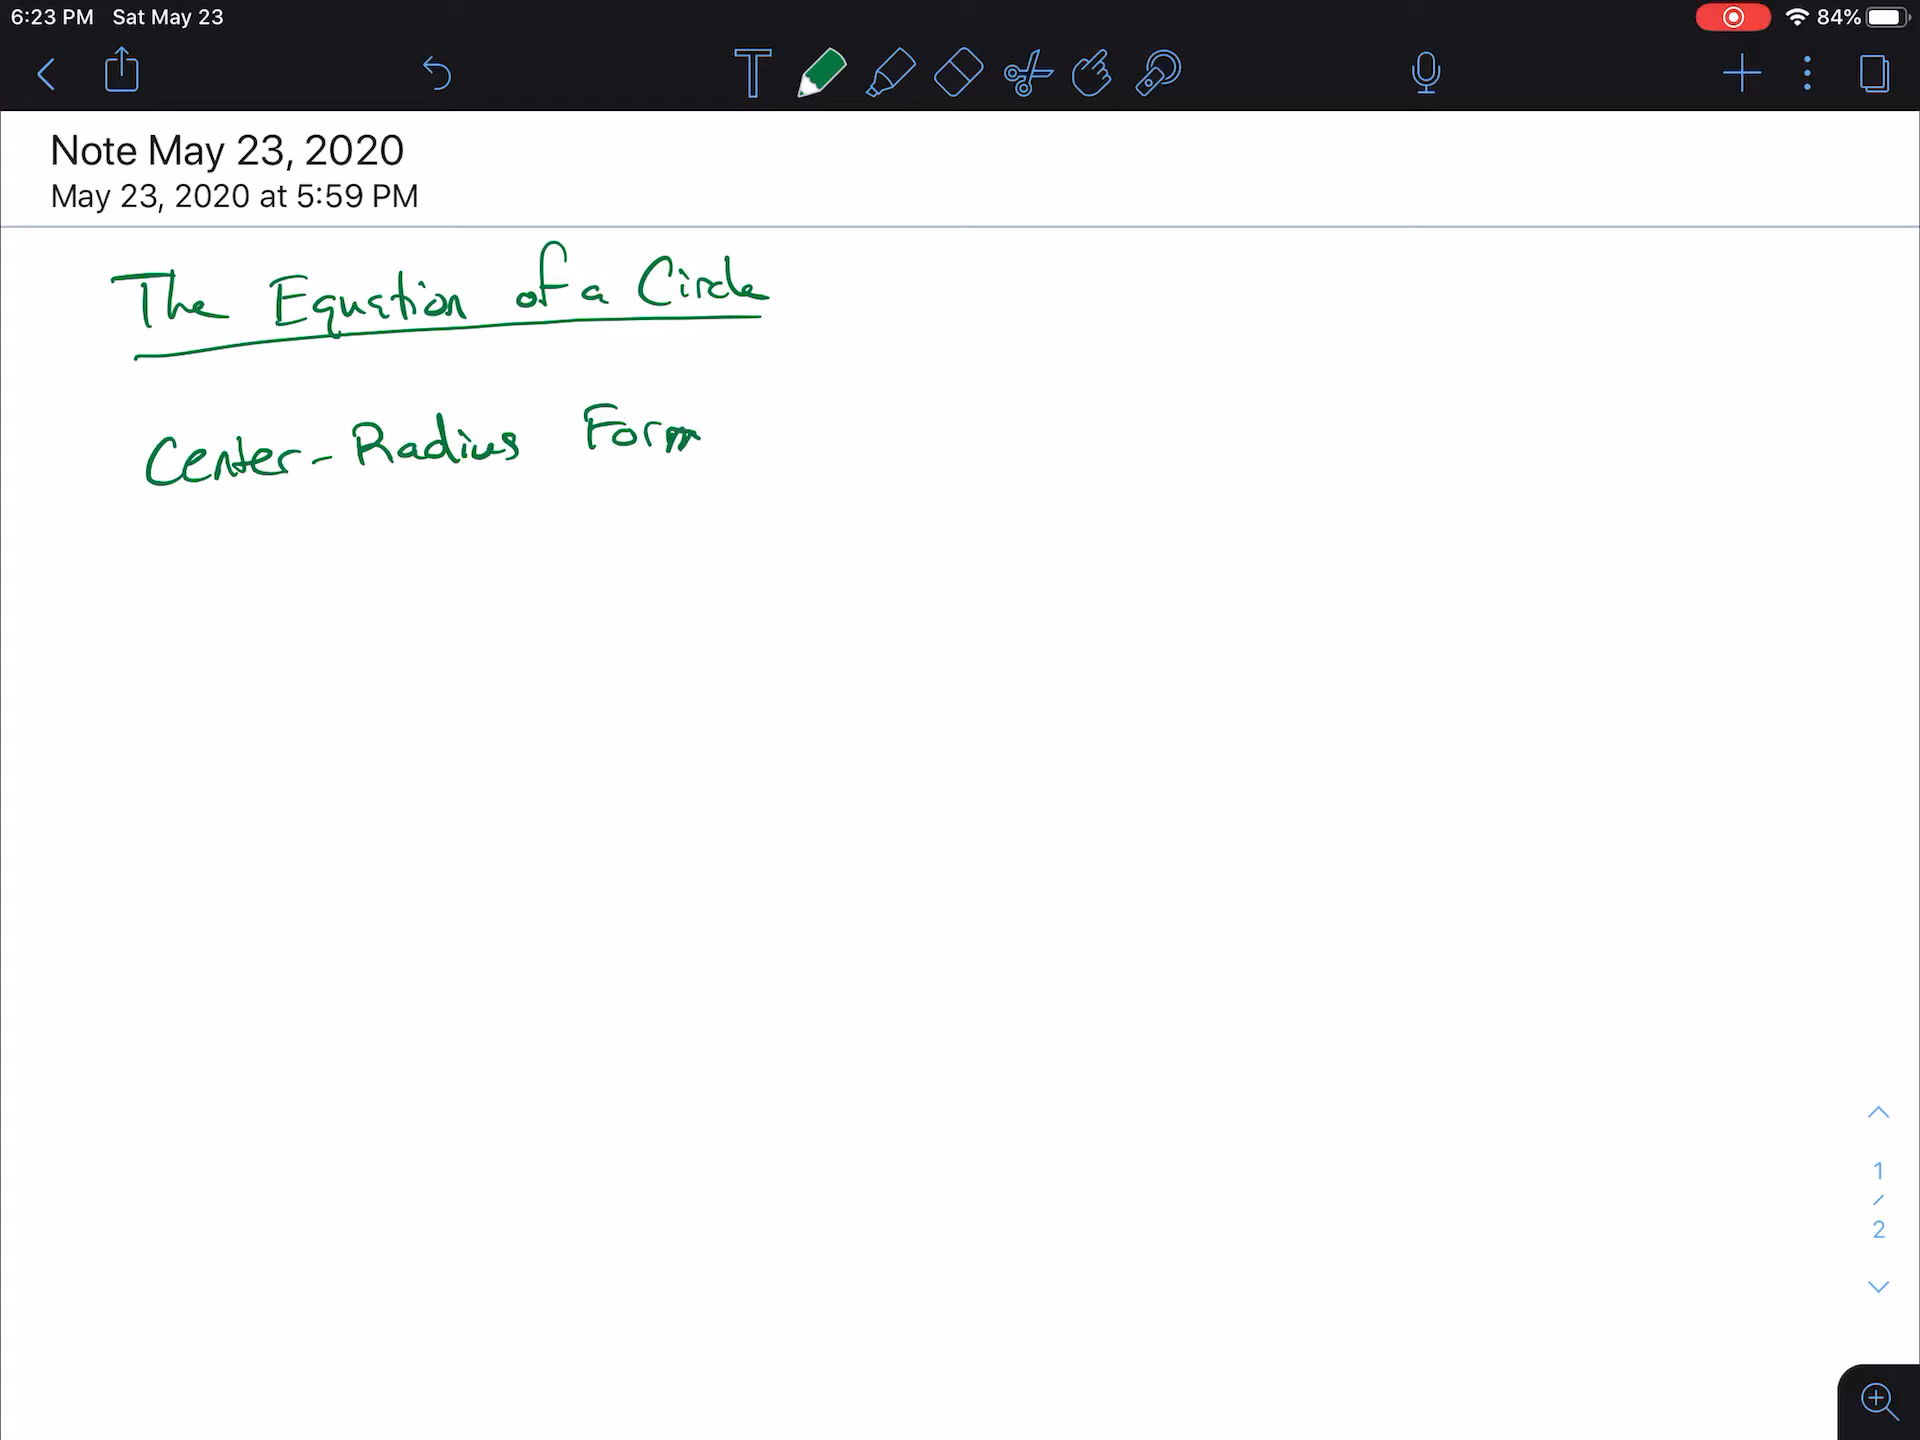 6:23 PM Sat May 23 84%
Note May 23, 2020
May 23, 2020 at 5:59 PM
The Equation of a Circle
Center-Radius Form
1
/
2